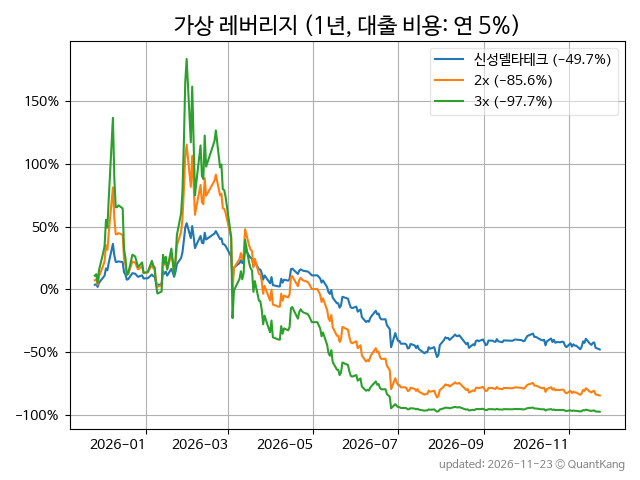 가상 레버리지 (1년, 대출 비용: 연 5%)
신성델타테크 (-49.7%)
2x (-85.6%)
3x (-97.7%)
150%
100%
50%
0%
-50%
-100%
2026-01 2026-03 2026-05 2026-07 2026-09 2026-11
updated: 2026-11-23 © QuantKang